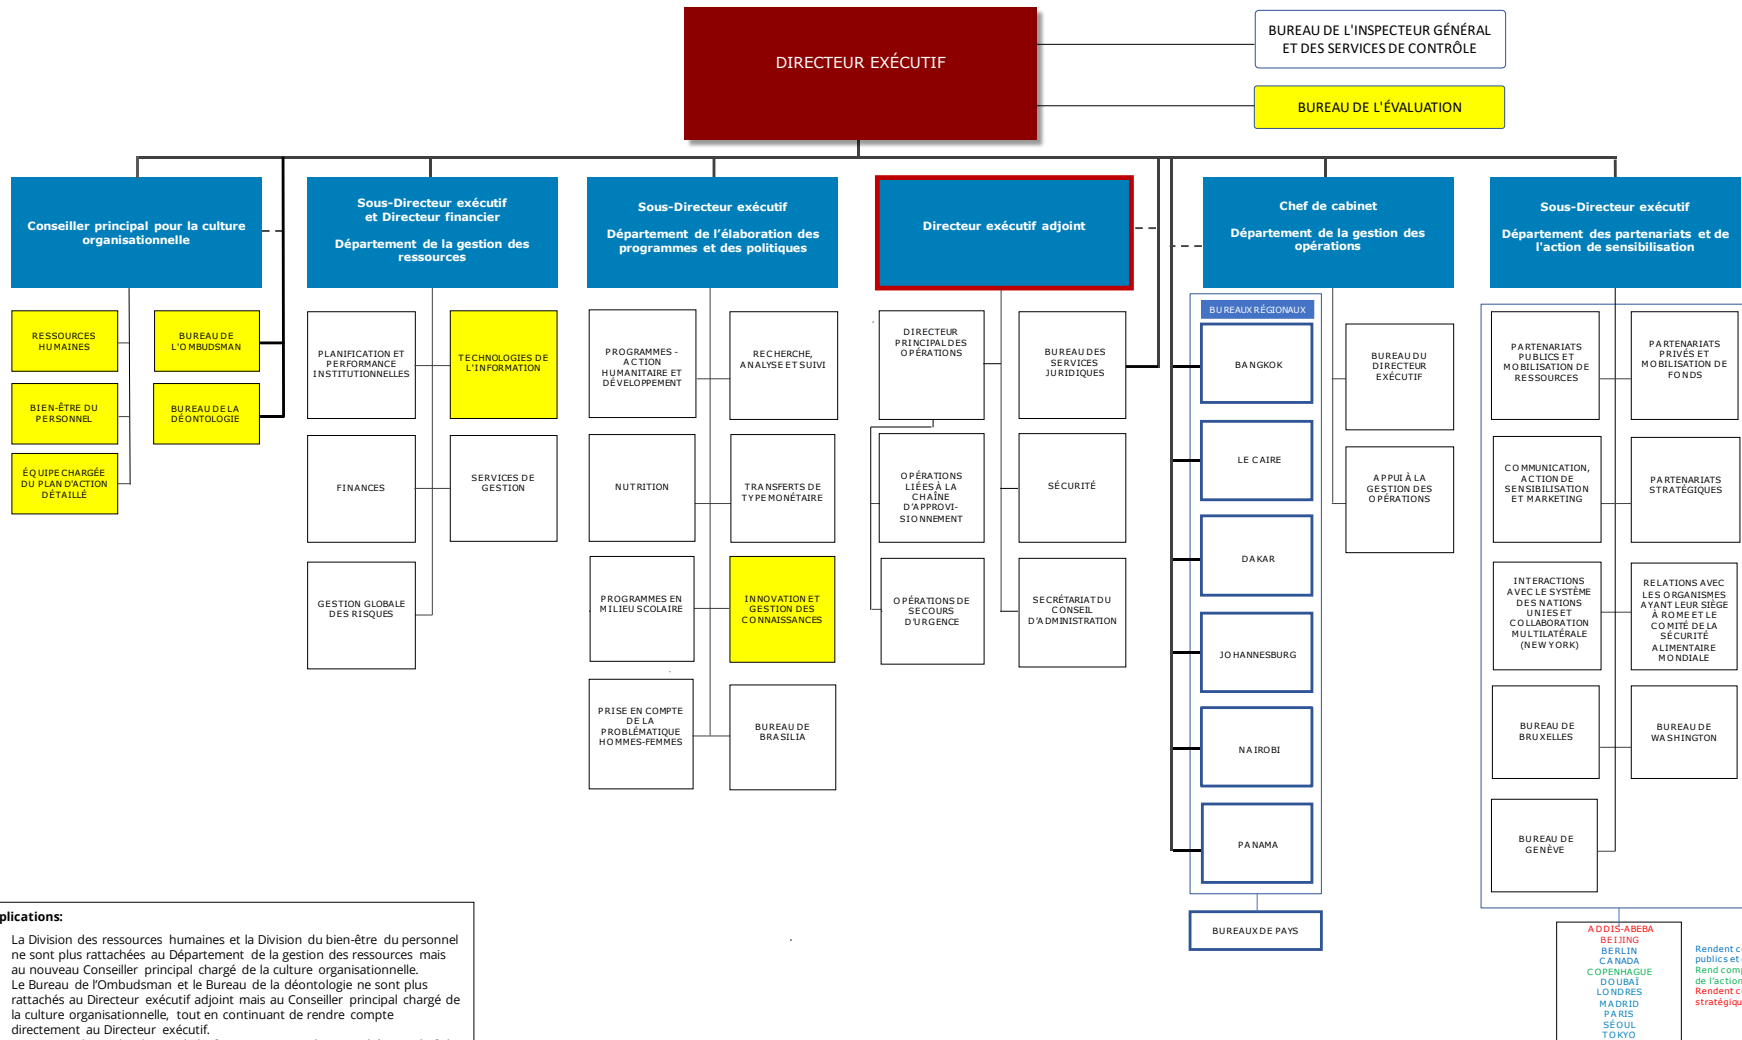 DIRECTEUR EXÉCUTIF
BUREAU DE L'INSPECTEUR GÉNÉRAL
ET DES SERVICES DE CONTRÔLE
BUREAU DE L'ÉVALUATION
Conseiller principal pour la culture
organisationnelle
Sous-Directeur exécutif
et Directeur financier
Département de la gestion des
ressources
Sous-Directeur exécutif
Département de l'élaboration des
programmes et des politiques
Directeur exécutif adjoint
Chef de cabinet
Département de la gestion des
opérations
Sous-Directeur exécutif
Département des partenariats et de
l'action de sensibilisation
RESSOURCES
HUMAINES
BUREAU DE
L'OMBUDSMAN
BIEN-ÊTRE DU
PERSONNEL
BUREAU DE LA
DÉONTOLOGIE
ÉQUIPE CHARGÉE
DU PLAN D'ACTION
DÉTAILLÉ
PLANIFICATION ET
PERFORMANCE
INSTITUTIONNELLES
TECHNOLOGIES DE
L'INFORMATION
FINANCES
SERVICES DE
GESTION
GESTION GLOBALE
DES RISQUES
PROGRAMMES -
ACTION
HUMANITAIRE ET
DÉVELOPPEMENT
RECHERCHE,
ANALYSE ET SUIVI
NUTRITION
TRANSFERTS DE
TYPE MONÉTAIRE
PROGRAMMES EN
MILIEU SCOLAIRE
INNOVATION ET
GESTION DES
CONNAISSANCES
PRISE EN COMPTE
DE LA
PROBLÉMATIQUE
HOMMES-FEMMES
BUREAU DE
BRASILIA
DIRECTEUR
PRINCIPAL DES
OPÉRATIONS
BUREAU DES
SERVICES
JURIDIQUES
OPÉRATIONS
LIÉES À LA
CHAÎNE
D'APPROVI-
SIONNEMENT
SÉCURITÉ
OPÉRATIONS DE
SECOURS
D'URGENCE
SECRÉTARIAT DU
CONSEIL
D'ADMINISTRATION
BUREAUX RÉGIONAUX
BANGKOK
LE CAIRE
DAKAR
JOHANNESBURG
NAIROBI
PANAMA
BUREAUX DE PAYS
BUREAU DU
DIRECTEUR
EXÉCUTIF
APPUI À LA
GESTION DES
OPÉRATIONS
PARTENARIATS
PUBLICS ET
MOBILISATION DE
RESSOURCES
PARTENARIATS
PRIVÉS ET
MOBILISATION DE
FONDS
COMMUNICATION,
ACTION DE
SENSIBILISATION
ET MARKETING
PARTENARIATS
STRATÉGIQUES
INTERACTIONS
AVEC LE SYSTÈME
DES NATIONS
UNIES ET
COLLABORATION
MULTILATÉRALE
(NEW YORK)
RELATIONS AVEC
LES ORGANISMES
AYANT LEUR SIÈGE
À ROME ET LE
COMITÉ DE LA
SÉCURITÉ
ALIMENTAIRE
MONDIALE
BUREAU DE
BRUXELLES
BUREAU DE
WASHINGTON
BUREAU DE
GENÈVE
ADDIS-ABEBA
BEIJING
BERLIN
CANADA
COPENHAGUE
DOUBAÏ
LONDRES
MADRID
PARIS
SÉOUL
TOKYO
Rendent
publics et
Rend
de l'action
Rendent
plications:
La Division des ressources humaines et la Division du bien-être du personnel
ne sont plus rattachées au Département de la gestion des ressources mais
au nouveau Conseiller principal chargé de la culture organisationnelle.
Le Bureau de l'Ombudsman et le Bureau de la déontologie ne sont plus
rattachés au Directeur exécutif adjoint mais au Conseiller principal chargé de
la culture organisationnelle, tout en continuant de rendre compte
directement au Directeur exécutif.